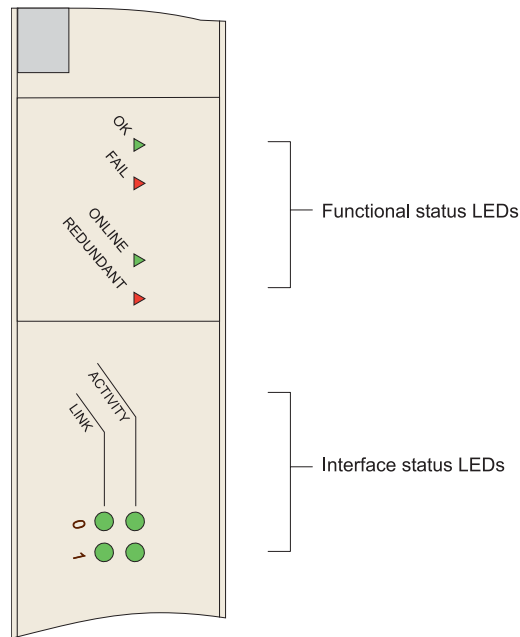 OK
FAIL
ONLINE
REDUNDANT
Functional status LEDs
ACTIVITY
LINK
Interface status LEDs
0
1